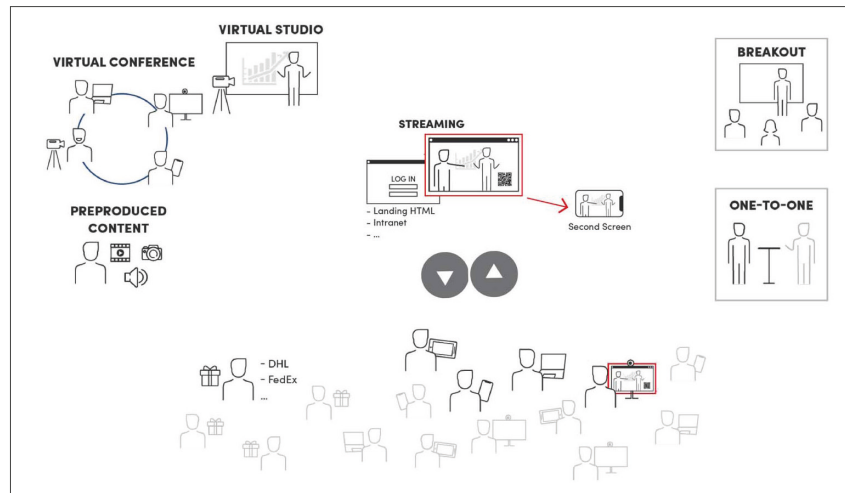 VIRTUAL STUDIO
VIRTUAL CONFERENCE
PREPRODUCED
CONTENT
STREAMING
LOG IN
- Landing HTML
- Intranet
- ...
Second Screen
BREAKOUT
ONE-TO-ONE
- DHL
- FedEx
...